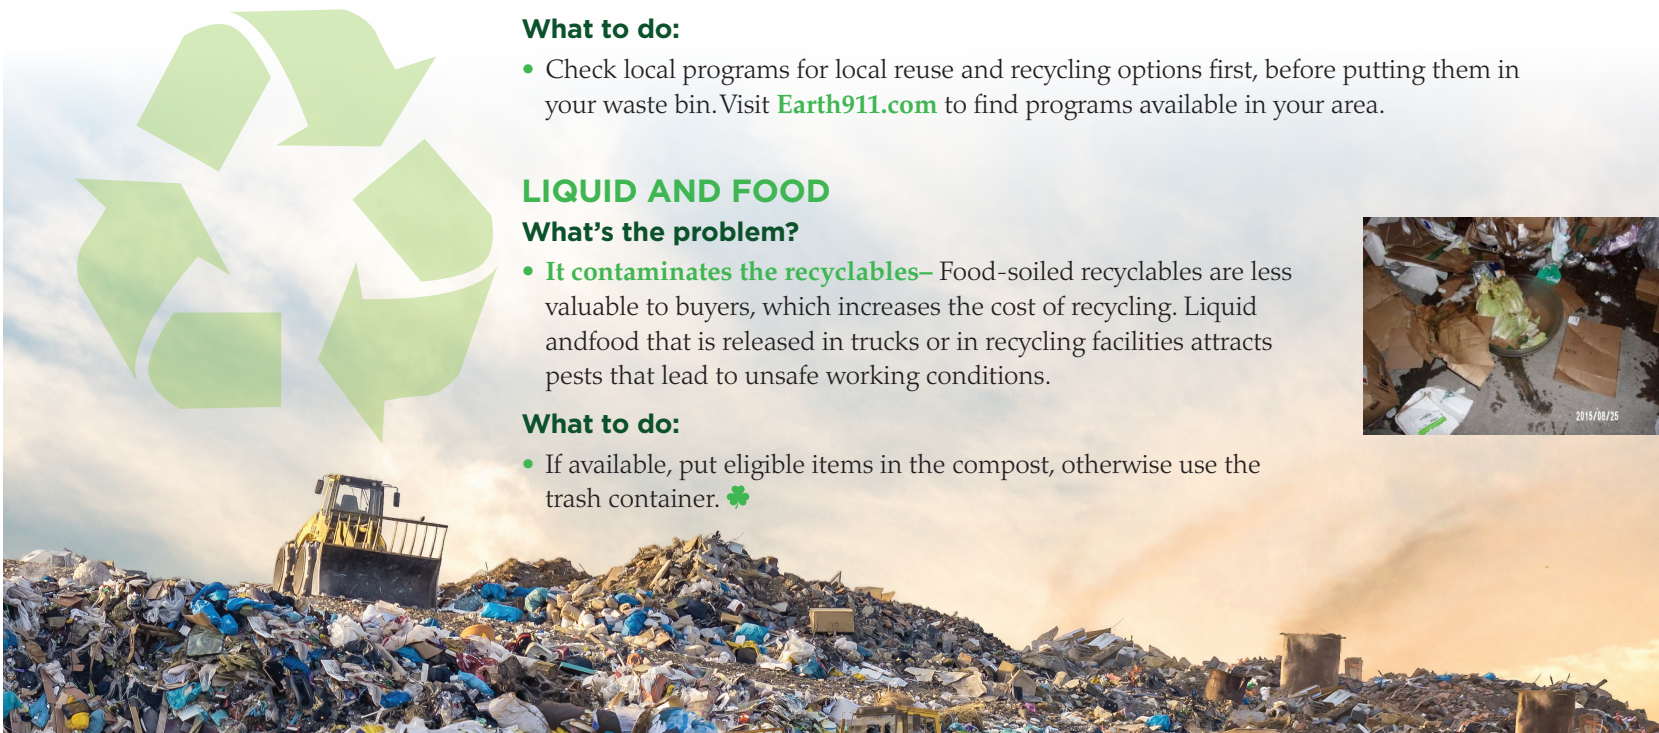 What to do:
• Check local programs for local reuse and recycling options first, before putting them in
your waste bin. Visit Earth911.com to find programs available in your area.
LIQUID AND FOOD
What's the problem?
• It contaminates the recyclables– Food-soiled recyclables are less
valuable to buyers, which increases the cost of recycling. Liquid
andfood that is released in trucks or in recycling facilities attracts
pests that lead to unsafe working conditions.
2015/08/25
What to do:
• If available, put eligible items in the compost, otherwise use the
trash container.